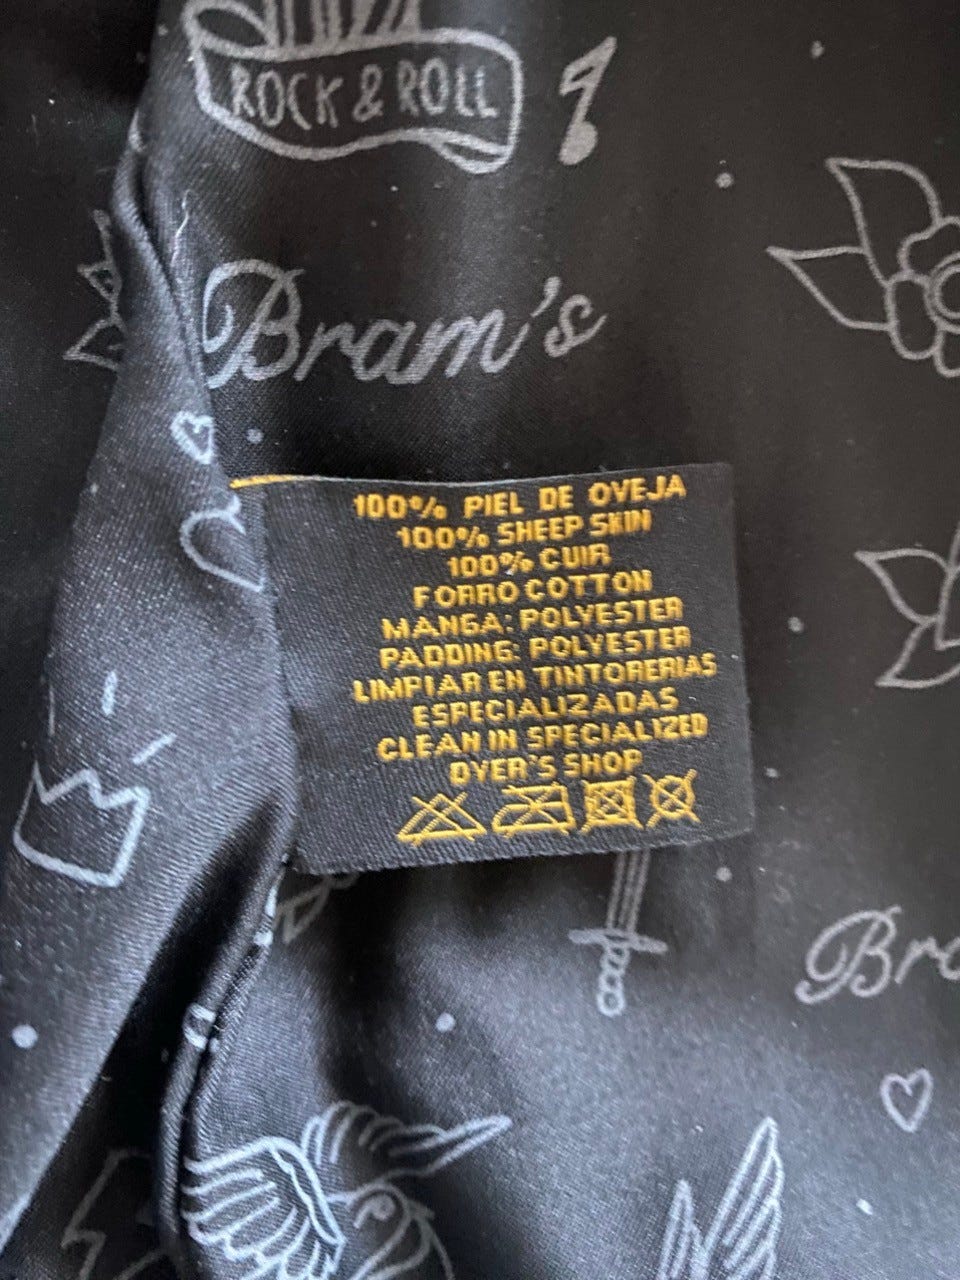 ROCK & ROLL
Bram's
100% PIEL DE OVEJA
100% SHEEP SKIN
100% CUIR
FORRO COTTON
MANGA: POLYESTER
PADDING: POLYESTER
LIMPIAR EN TINTORERIAS
ESPECIALIZADAS
CLEAN IN SPECIALIZED
DYER'S SHOP
Bra